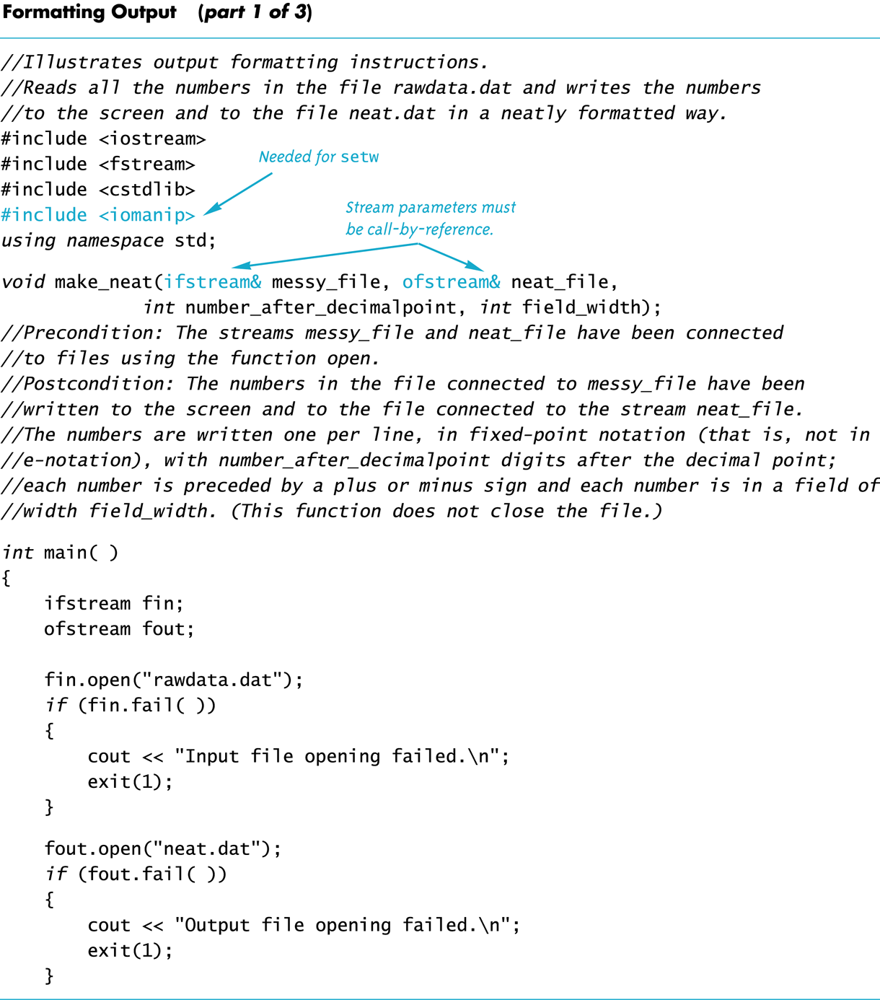 Formatting Output (part 1 of 3)
//Illustrates output formatting instructions.
//Reads all the numbers in the file rawdata.dat and writes the numbers
//to the screen and to the file neat.dat in a neatly formatted way.
#include <iostream>
#include <fstream>
Needed for setw
#include <cstdlib>
#include <iomanip>
Stream parameters must
be call-by-reference.
using namespace std;
void make_neat(ifstream& messy_file, ofstream& neat_file,
int number_after_decimalpoint, int field_width);
//Precondition: The streams messy_file and neat_file have been connected
//to files using the function open.
//Postcondition: The numbers in the file connected to messy_file have been
//written to the screen and to the file connected to the stream neat_file.
//The numbers are written one per line, in fixed-point notation (that is, not in
//e-notation), with number_after_decimalpoint digits after the decimal point;
//each number is preceded by a plus or minus sign and each number is in a field of
//width field_width. (This function does not close the file.)
int main( )
{
ifstream fin;
ofstream fout;
fin.open("rawdata.dat");
if (fin.fail( ))
{
cout << "Input file opening failed.\n";
exit(1);
}
fout.open("neat.dat");
if (fout.fail( ))
{
cout << "Output file opening failed.\n";
exit(1);
}